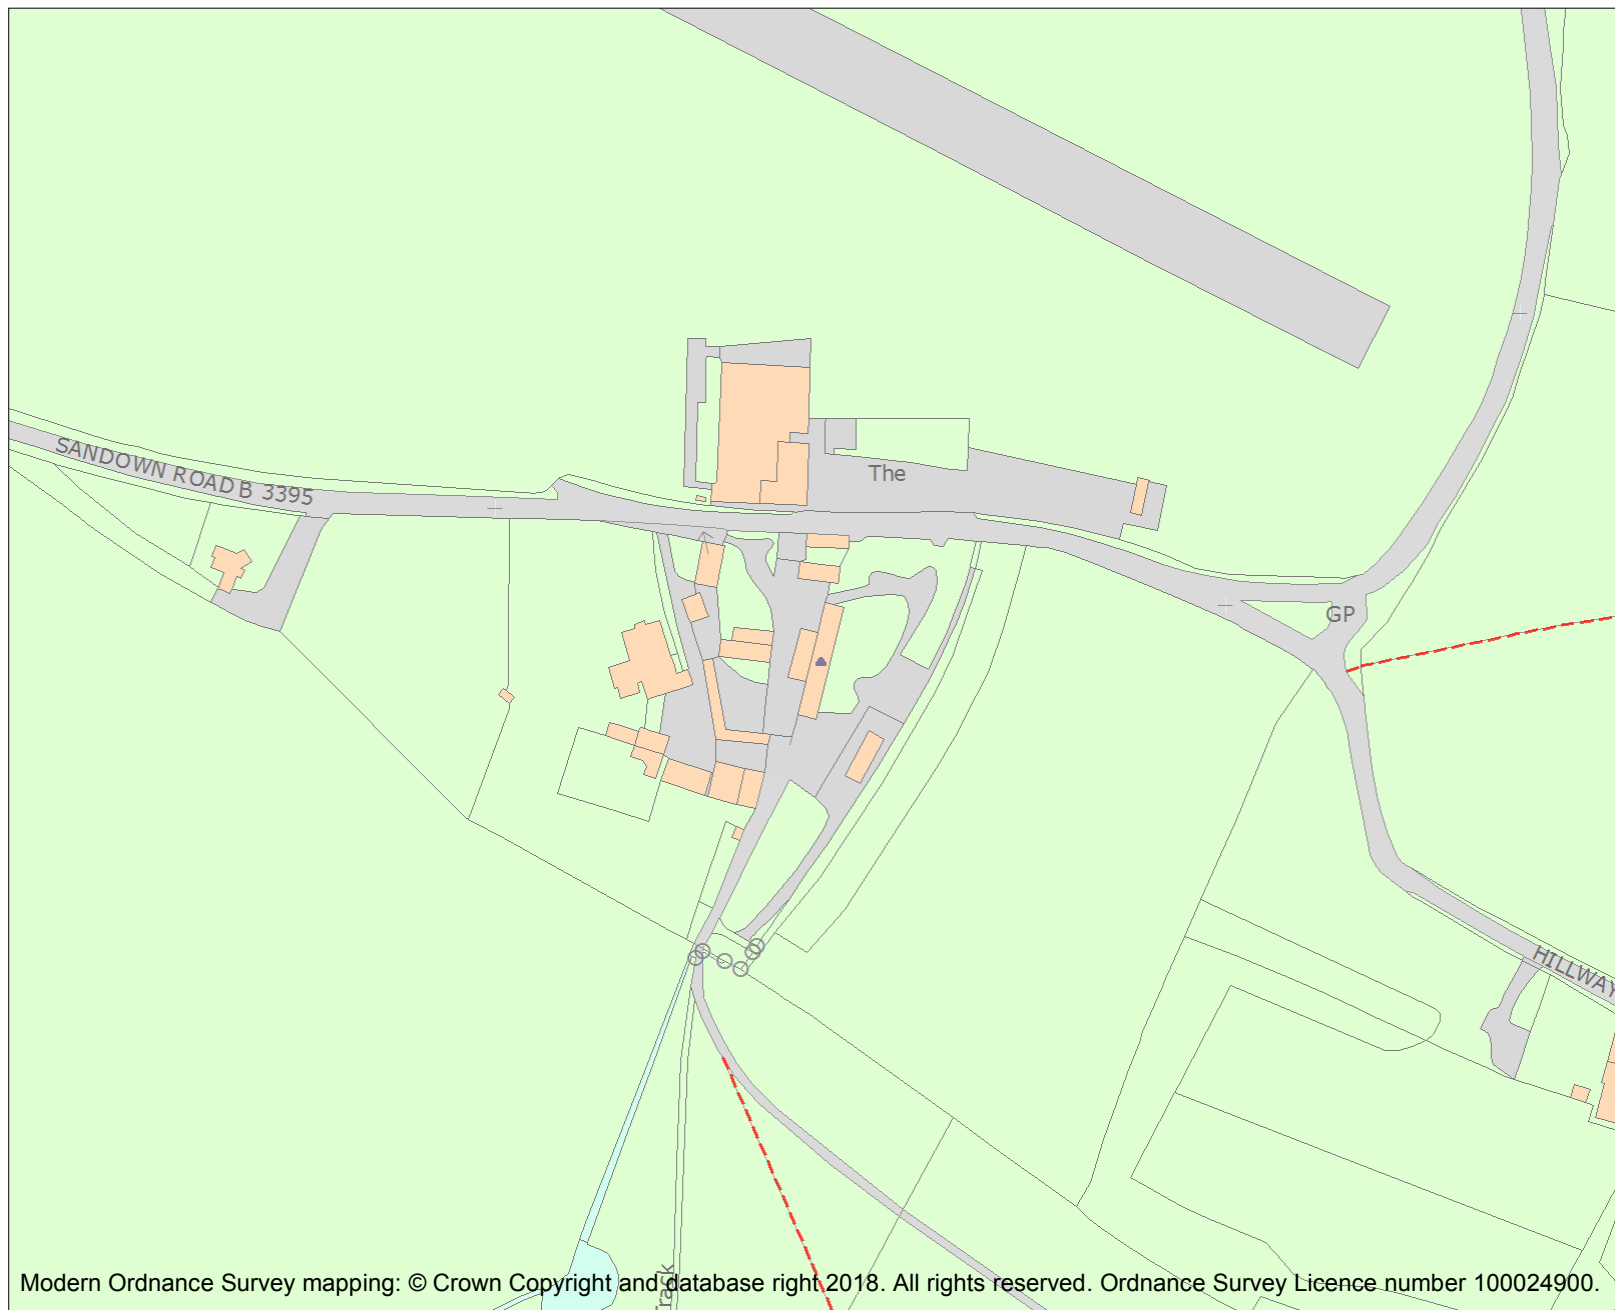 SANDOWN ROAD B 3395
The
GP
HILLWAY
Track
Modern Ordnance Survey mapping: © Crown Copyright and database right 2018. All rights reserved. Ordnance Survey Licence number 100024900.